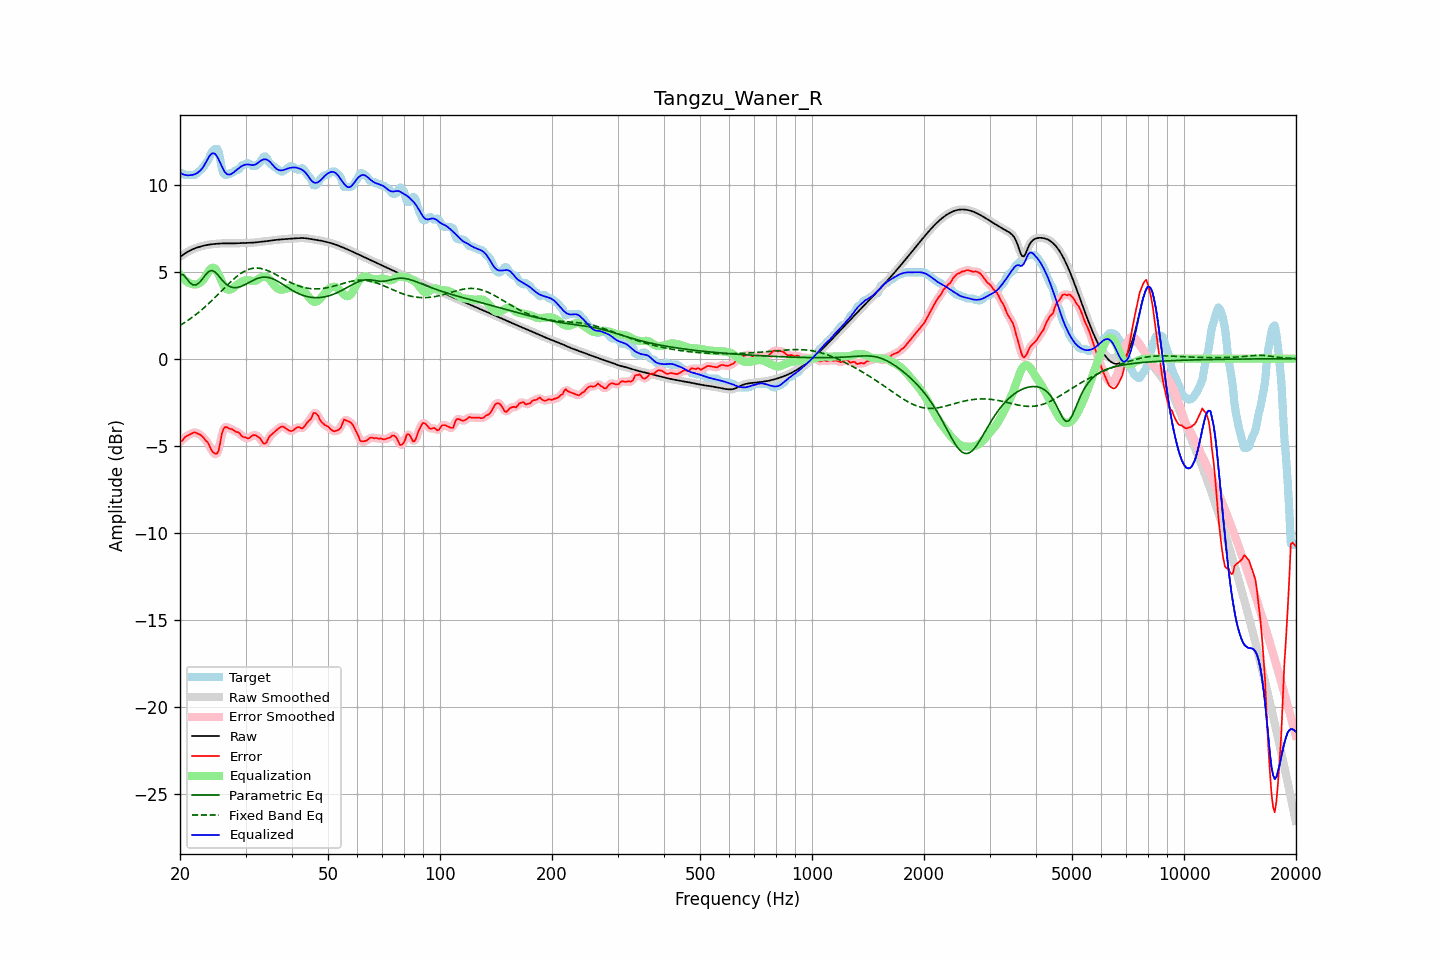 Tangzu_Waner_R
Amplitude (dBr)
10
5
0
−5
−10
−15
−20
−25
Target
Raw Smoothed
Error Smoothed
Raw
Error
Equalization
Parametric Eq
Fixed Band Eq
Equalized
20 50 100 200 500 1000 2000 5000 10000 20000
Frequency (Hz)